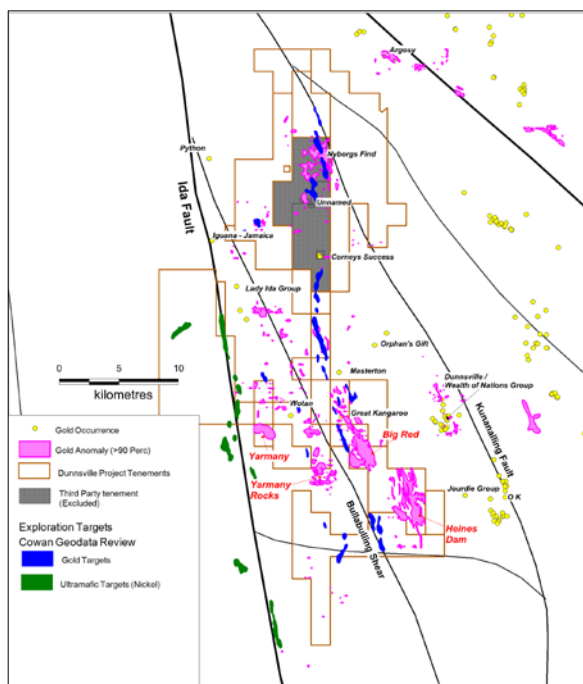 Argosy
Python
Nyborgs Find
Ida Fault
Unnamed
Iguana - Jamaica
Corneys Success
Lady Ida Group
Orphan's Gift
0 5 10
kilometres
Masterton
Dunnsville /
Wealth of Nations Group
Kunanalling Fault
Wotan
Great Kangaroo
Big Red
Gold Occurrence
Gold Anomaly (>90 Perc)
Dunnsville Project Tenements
Third Party tenement
(Excluded)
Yarmany
Yarmany
Rocks
Jeurdie Group
O K
Heines
Dam
Bullabulling Shear
Exploration Targets
Cowan Geodata Review
Gold Targets
Ultramafic Targets (Nickel)